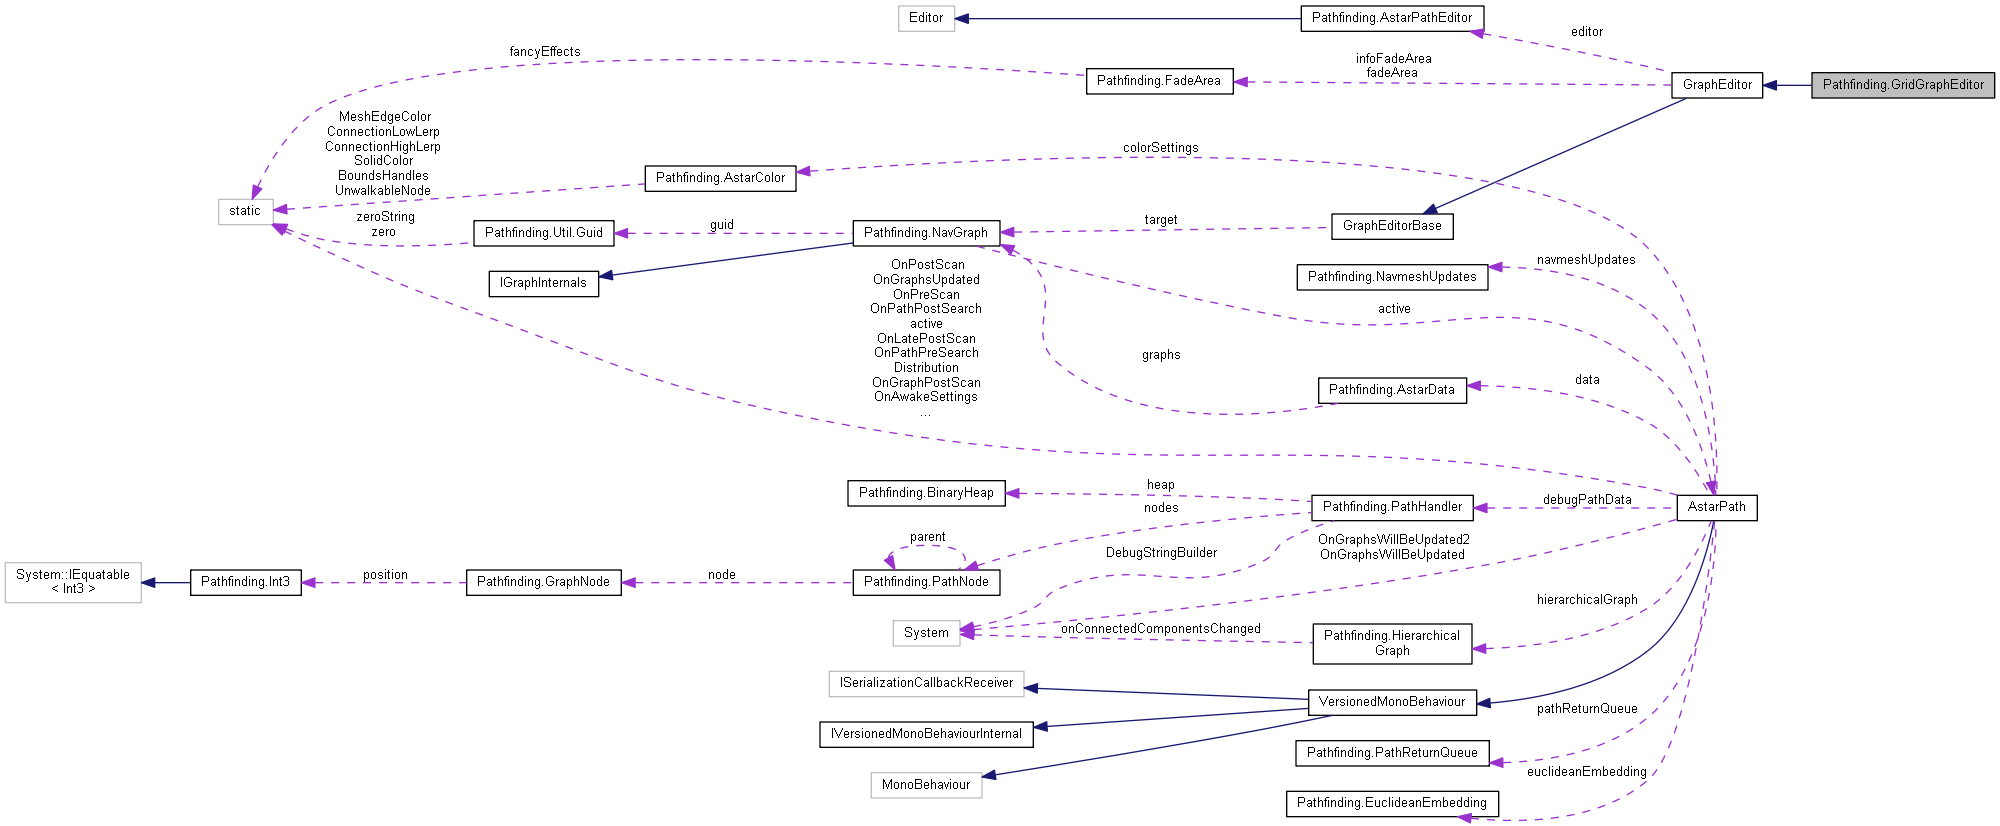 Editor
Pathfinding.AstarPathEditor
editor
fancyEffects
infoFadeArea
fadeArea
Pathfinding.FadeArea
GraphEditor
Pathfinding.GridGraphEditor
MeshEdgeColor
ConnectionLowLerp
ConnectionHighLerp
SolidColor
BoundsHandles
UnwalkableNode
colorSettings
Pathfinding.AstarColor
static
zeroString
zero
Pathfinding.Util.Guid
guid
Pathfinding.NavGraph
target
GraphEditorBase
IGraphInternals
navmeshUpdates
Pathfinding.NavmeshUpdates
OnPostScan
OnGraphsUpdated
OnPreScan
OnPathPostSearch
active
OnLatePostScan
OnPathPreSearch
Distribution
OnGraphPostScan
OnAwakeSettings
...
active
graphs
data
Pathfinding.AstarData
Pathfinding.BinaryHeap
heap
nodes
Pathfinding.PathHandler
debugPathData
AstarPath
parent
DebugStringBuilder
OnGraphsWillBeUpdated2
OnGraphsWillBeUpdated
System::IEquatable
< Int3 >
Pathfinding.Int3
position
Pathfinding.GraphNode
node
Pathfinding.PathNode
hierarchicalGraph
System
onConnectedComponentsChanged
Pathfinding.Hierarchical
Graph
ISerializationCallbackReceiver
VersionedMonoBehaviour
pathReturnQueue
IVersionedMonoBehaviourInternal
Pathfinding.PathReturnQueue
MonoBehaviour
euclideanEmbedding
Pathfinding.EuclideanEmbedding